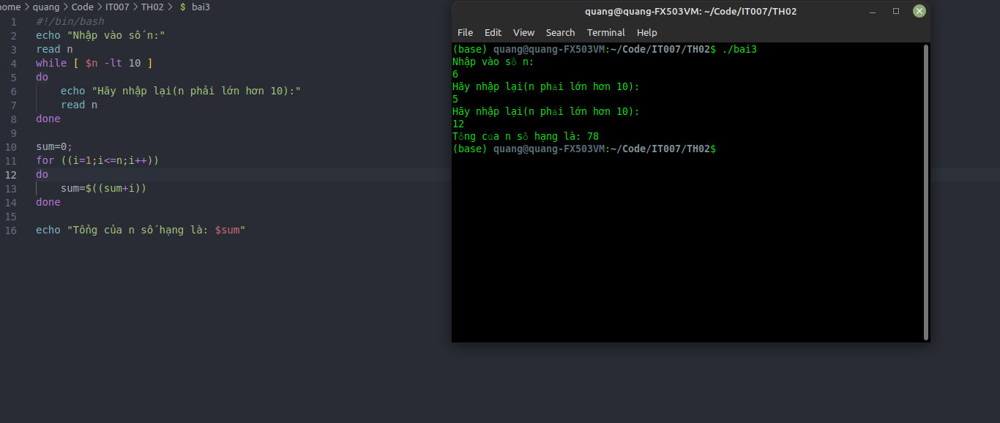 home > quang > Code > IT007 > TH02 > $ bai3
1 #!/bin/bash
2 echo "Nhập vào số n:"
3 read n
4 while [ $n -lt 10 ]
5 do
6 echo "Hãy nhập lại(n phải lớn hơn 10):"
7 read n
8 done
9
10 sum=0;
11 for ((i=1;i<=n;i++))
12 do
13 sum=$((sum+i))
14 done
15
16 echo "Tổng của n số hạng là: $sum"
quang@quang-FX503VM: ~/Code/IT007/TH02
File Edit View Search Terminal Help
(base) quang@quang-FX503VM:~/Code/IT007/TH02$ ./bai3
Nhập vào số n:
6
Hãy nhập lại(n phải lớn hơn 10):
5
Hãy nhập lại(n phải lớn hơn 10):
12
Tổng của n số hạng là: 78
(base) quang@quang-FX503VM:~/Code/IT007/TH02$